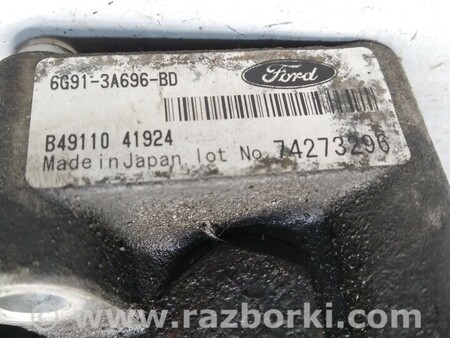 6G91-3A696-BD
Ford
B49110 41924
Made in Japan lot No. 74273296
© www.razborki.com